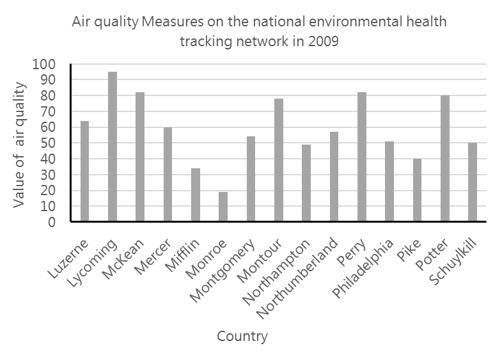 Air quality Measures on the national environmental health
tracking network in 2009
Value of air quality
100
90
80
70
60
50
40
30
20
10
0
Luzerne
Lycoming
McKean
Mercer
Mifflin
Monroe
Montgomery
Montour
Northampton
Northumberland
Perry
Philadelphia
Pike
Potter
Schuylkill
Country